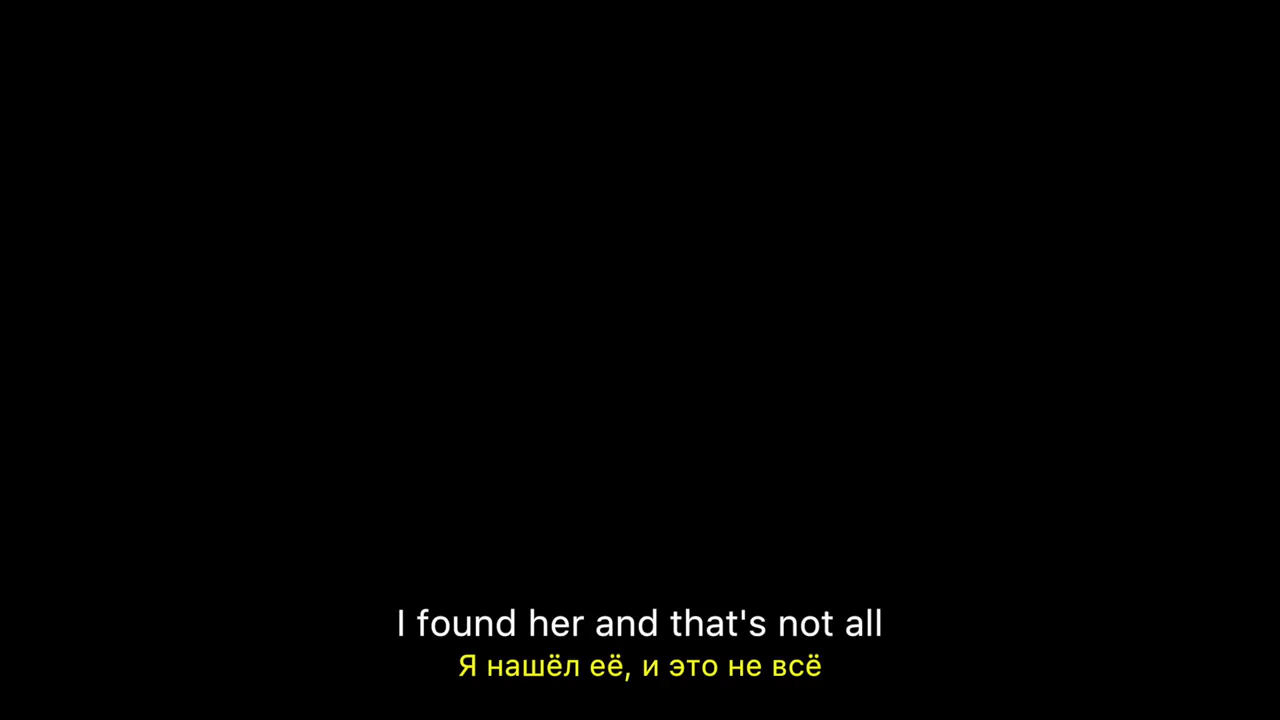 I found her and that's not all
Я нашёл её, и это не всё